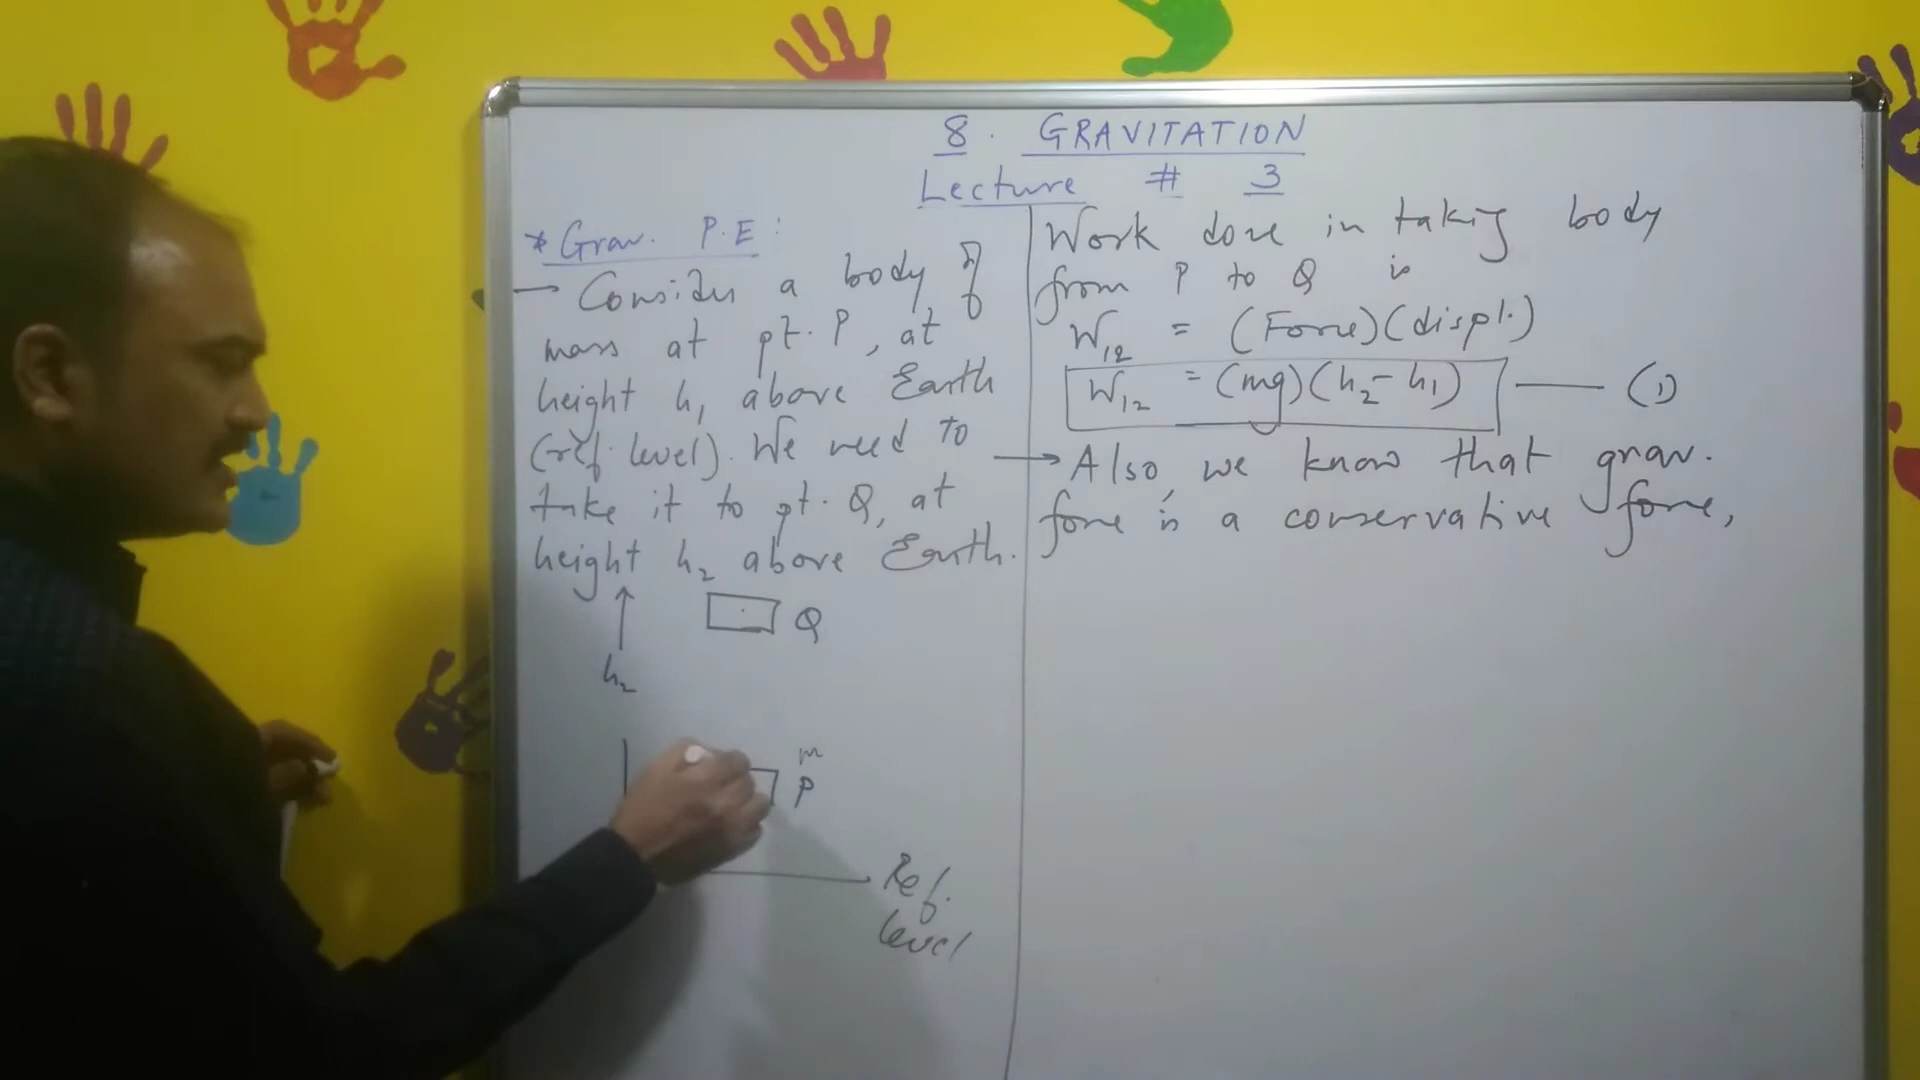 8. GRAVITATION
Lecture # 3
* Grav. P.E:
→ Consider a body of
mass at pt. P, at
height h₁ above Earth
(ref. level). We need to
take it to pt. Q, at
height h₂ above Earth.
Q
h₂
m
P
Ref.
level
Work done in taking body
from P to Q is
W₁₂ = (Force)(displ.)
W₁₂ = (mg)(h₂-h₁) —— (1)
→ Also, we know that grav.
force is a conservative force,